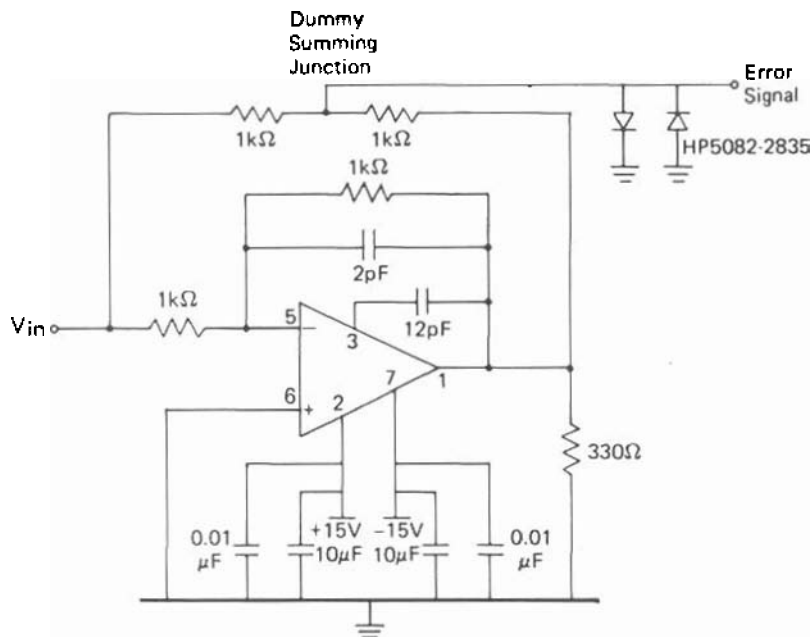 Dummy
Summing
Junction
Error
Signal
1kΩ
1kΩ
HP5082-2835
1kΩ
2pF
1kΩ
12pF
Vin
5
−
3
6
+
2
7
1
330Ω
0.01
μF
+15V
10μF
−15V
10μF
0.01
μF